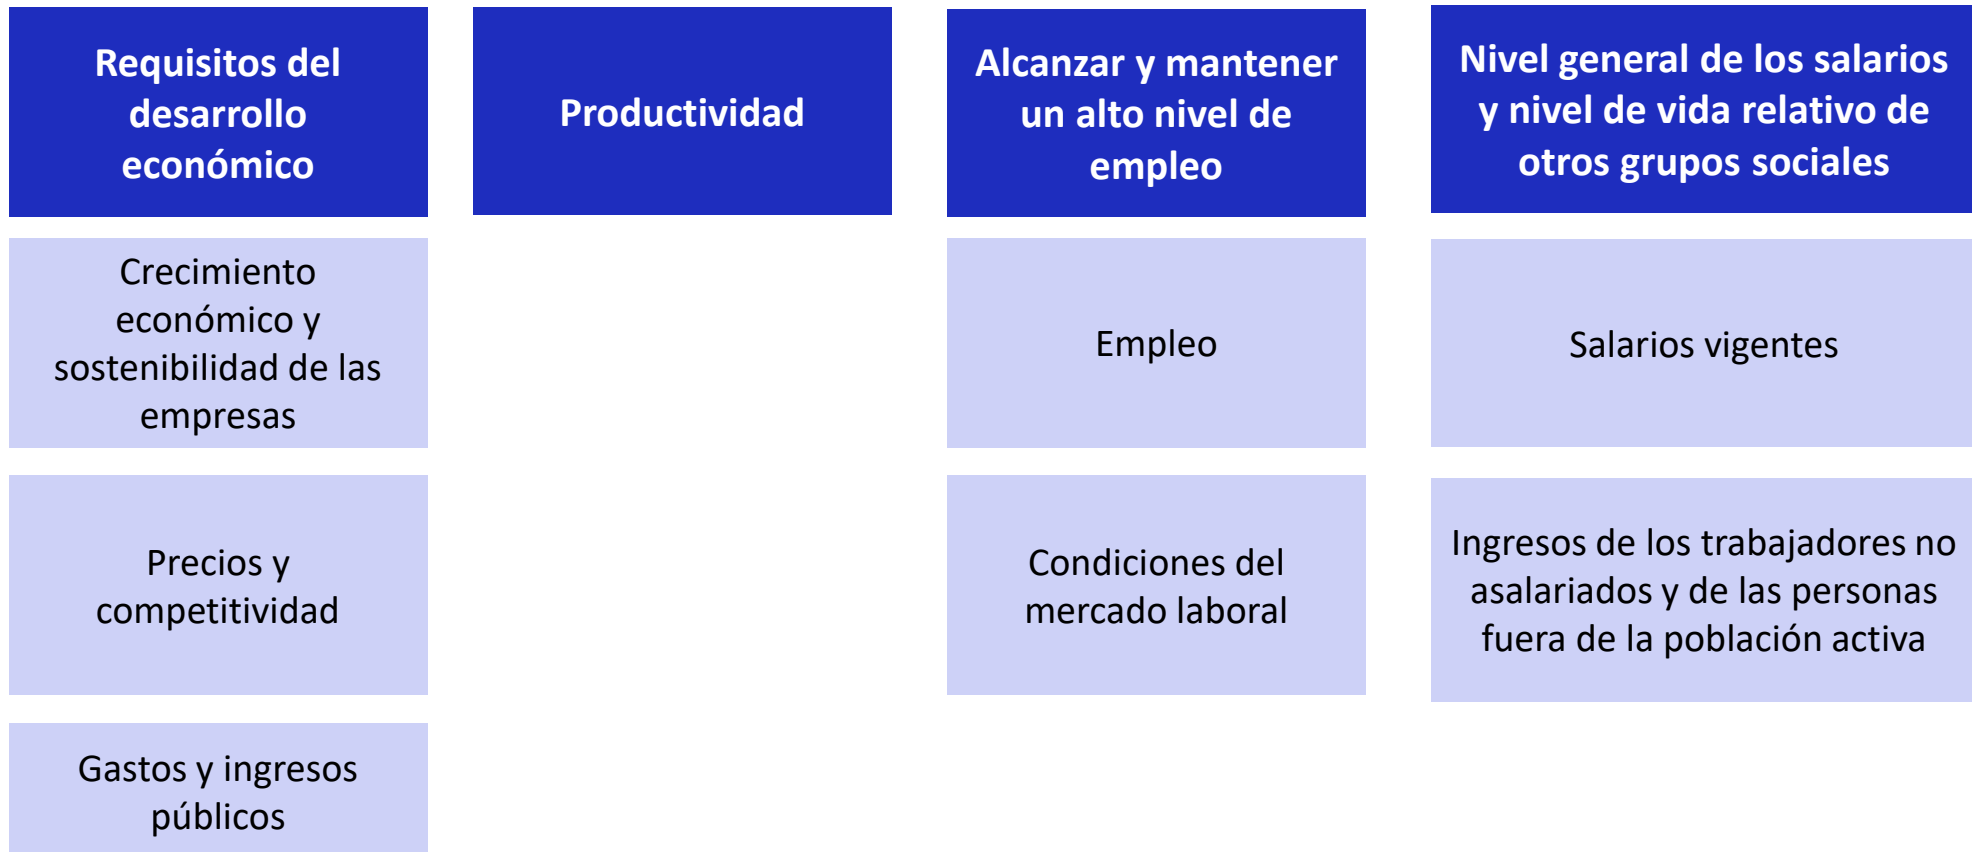 Requisitos del
desarrollo
económico
Productividad
Alcanzar y mantener
un alto nivel de
empleo
Nivel general de los salarios
y nivel de vida relativo de
otros grupos sociales
Crecimiento
económico y
sostenibilidad de las
empresas
Empleo
Salarios vigentes
Precios y
competitividad
Condiciones del
mercado laboral
Ingresos de los trabajadores no
asalariados y de las personas
fuera de la población activa
Gastos y ingresos
públicos